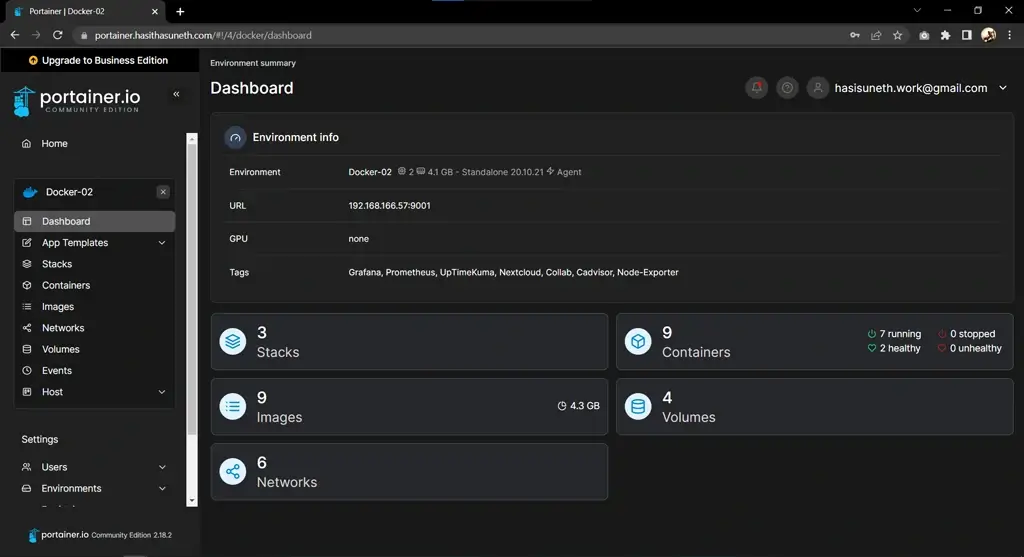 Portainer | Docker-02
portainer.hasithasuneth.com/#!/4/docker/dashboard
Upgrade to Business Edition
portainer.io
COMMUNITY EDITION
Home
Docker-02
Dashboard
App Templates
Stacks
Containers
Images
Networks
Volumes
Events
Host
Settings
Users
Environments
portainer.io Community Edition 2.18.2
Environment summary
Dashboard
hasisuneth.work@gmail.com
Environment info
Environment Docker-02 2 4.1 GB - Standalone 20.10.21 Agent
URL 192.168.166.57:9001
GPU none
Tags Grafana, Prometheus, UpTimeKuma, Nextcloud, Collab, Cadvisor, Node-Exporter
3
Stacks
9
Containers
7 running 0 stopped
2 healthy 0 unhealthy
9
Images
4.3 GB
4
Volumes
6
Networks